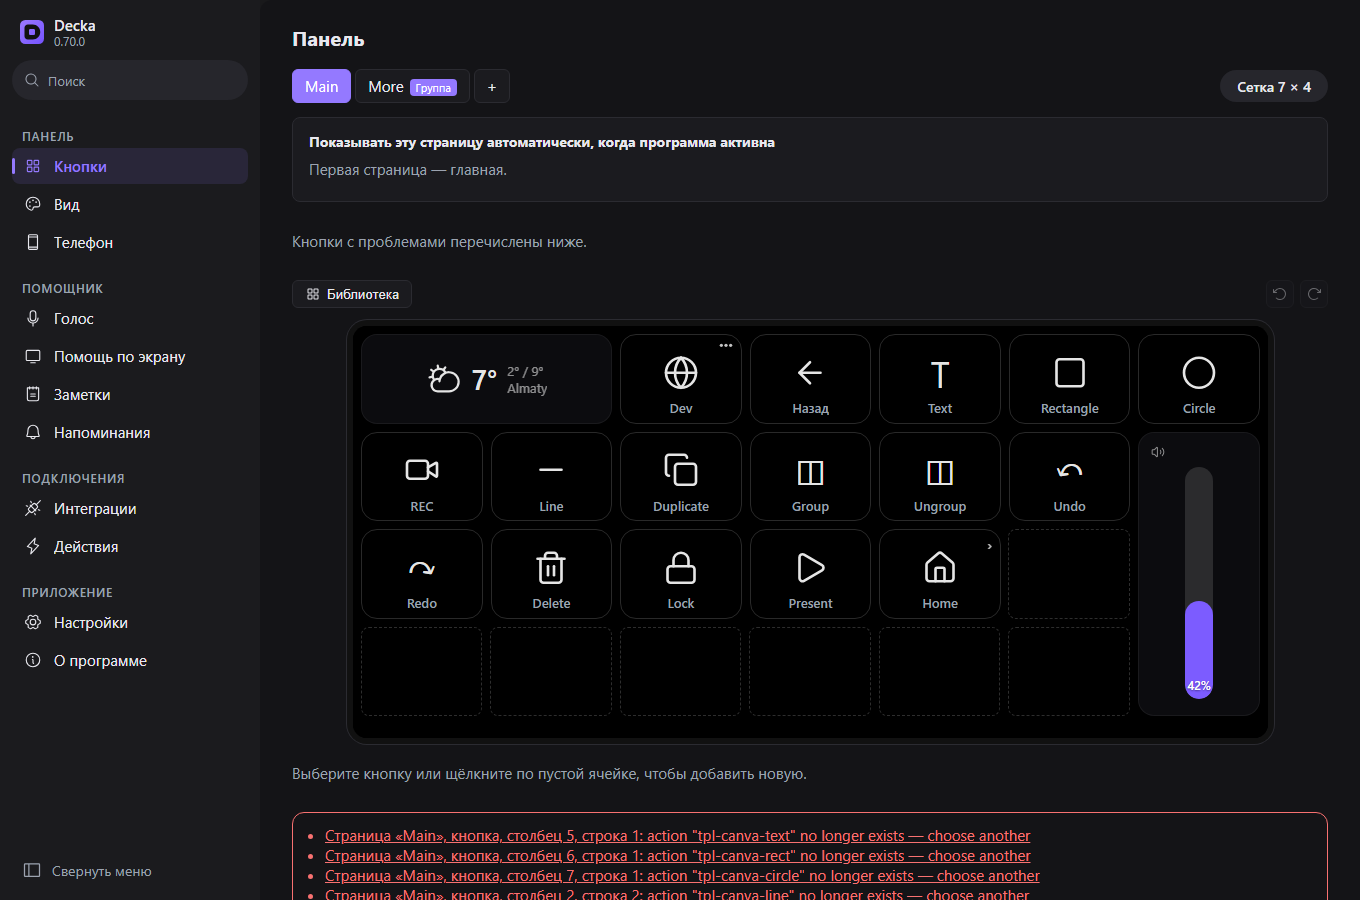 Decka
0.70.0
Поиск
ПАНЕЛЬ
Кнопки
Вид
Телефон
ПОМОЩНИК
Голос
Помощь по экрану
Заметки
Напоминания
ПОДКЛЮЧЕНИЯ
Интеграции
Действия
ПРИЛОЖЕНИЕ
Настройки
О программе
Свернуть меню
Панель
Main More Группа +
Сетка 7 × 4
Показывать эту страницу автоматически, когда программа активна
Первая страница — главная.
Кнопки с проблемами перечислены ниже.
Библиотека
7° 2° / 9°
Almaty
Dev
Назад
Text
Rectangle
Circle
REC
Line
Duplicate
Group
Ungroup
Undo
Redo
Delete
Lock
Present
Home
42%
Выберите кнопку или щёлкните по пустой ячейке, чтобы добавить новую.
Страница «Main», кнопка, столбец 5, строка 1: action "tpl-canva-text" no longer exists — choose another
Страница «Main», кнопка, столбец 6, строка 1: action "tpl-canva-rect" no longer exists — choose another
Страница «Main», кнопка, столбец 7, строка 1: action "tpl-canva-circle" no longer exists — choose another
Страница «Main», кнопка, столбец 2, строка 2: action "tpl-canva-line" no longer exists — choose another